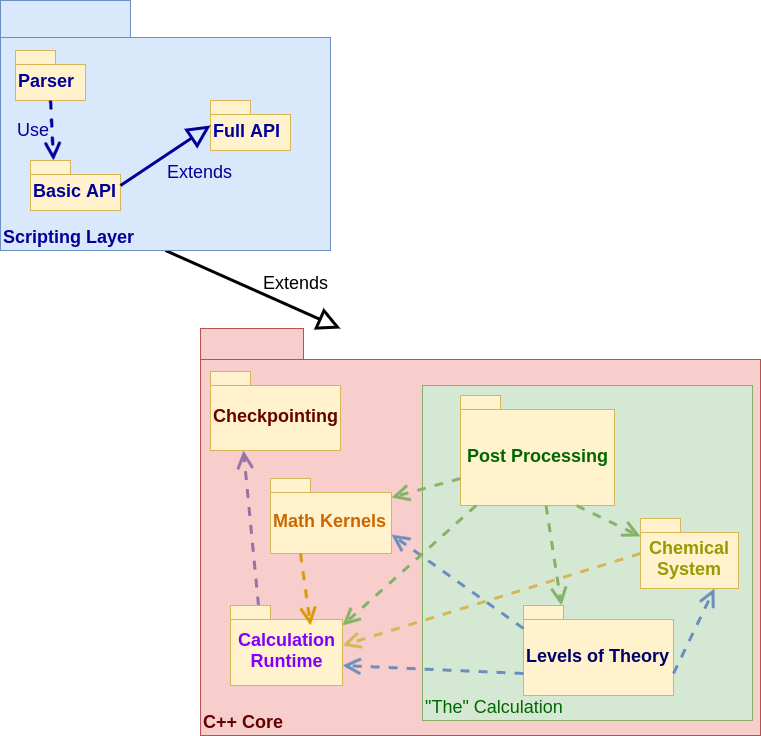 Parser
Use
Full API
Extends
Basic API
Scripting Layer
Extends
Checkpointing
Post Processing
Math Kernels
Chemical
System
Calculation
Runtime
Levels of Theory
"The" Calculation
C++ Core